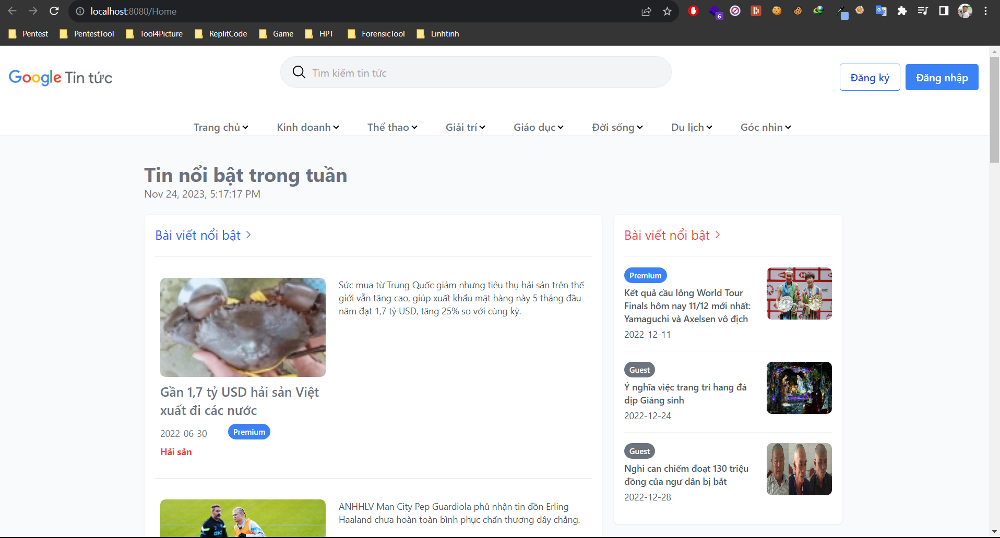 localhost:8080/Home
6
Pentest PentestTool Tool4Picture ReplitCode Game HPT ForensicTool Linhtinh
Google Tin tức
Tìm kiếm tin tức
Đăng ký Đăng nhập
Trang chủ Kinh doanh Thể thao Giải trí Giáo dục Đời sống Du lịch Góc nhìn
Tin nổi bật trong tuần
Nov 24, 2023, 5:17:17 PM
Bài viết nổi bật
Sức mua từ Trung Quốc giảm nhưng tiêu thụ hải sản trên thế
giới vẫn tăng cao, giúp xuất khẩu mặt hàng này 5 tháng đầu
năm đạt 1,7 tỷ USD, tăng 25% so với cùng kỳ.
Gần 1,7 tỷ USD hải sản Việt
xuất đi các nước
2022-06-30 Premium
Hải sản
ANHHLV Man City Pep Guardiola phủ nhận tin đồn Erling
Haaland chưa hoàn toàn bình phục chấn thương dây chằng.
Bài viết nổi bật
Premium
Kết quả cầu lông World Tour
Finals hôm nay 11/12 mới nhất:
Yamaguchi và Axelsen vô địch
2022-12-11
Guest
Ý nghĩa việc trang trí hang đá
dịp Giáng sinh
2022-12-24
Guest
Nghi can chiếm đoạt 130 triệu
đồng của ngư dân bị bắt
2022-12-28